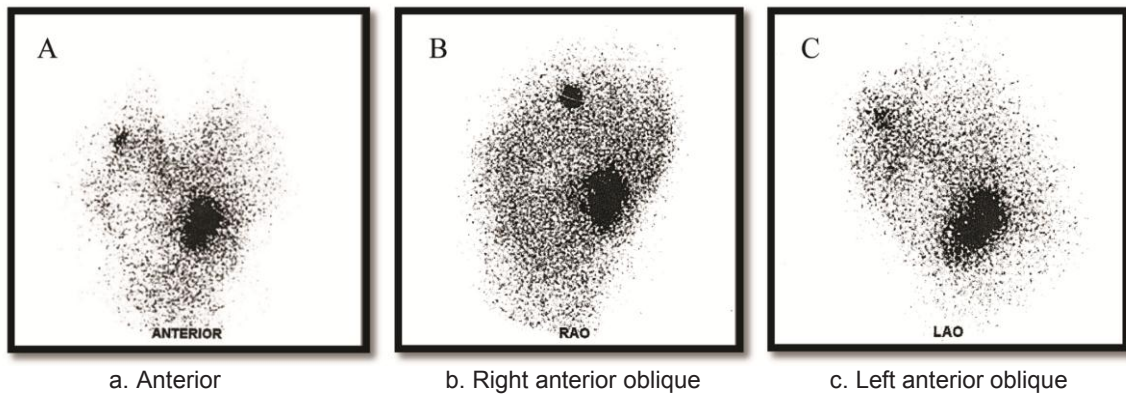 A
B
C
ANTERIOR
RAO
LAO
a. Anterior
b. Right anterior oblique
c. Left anterior oblique